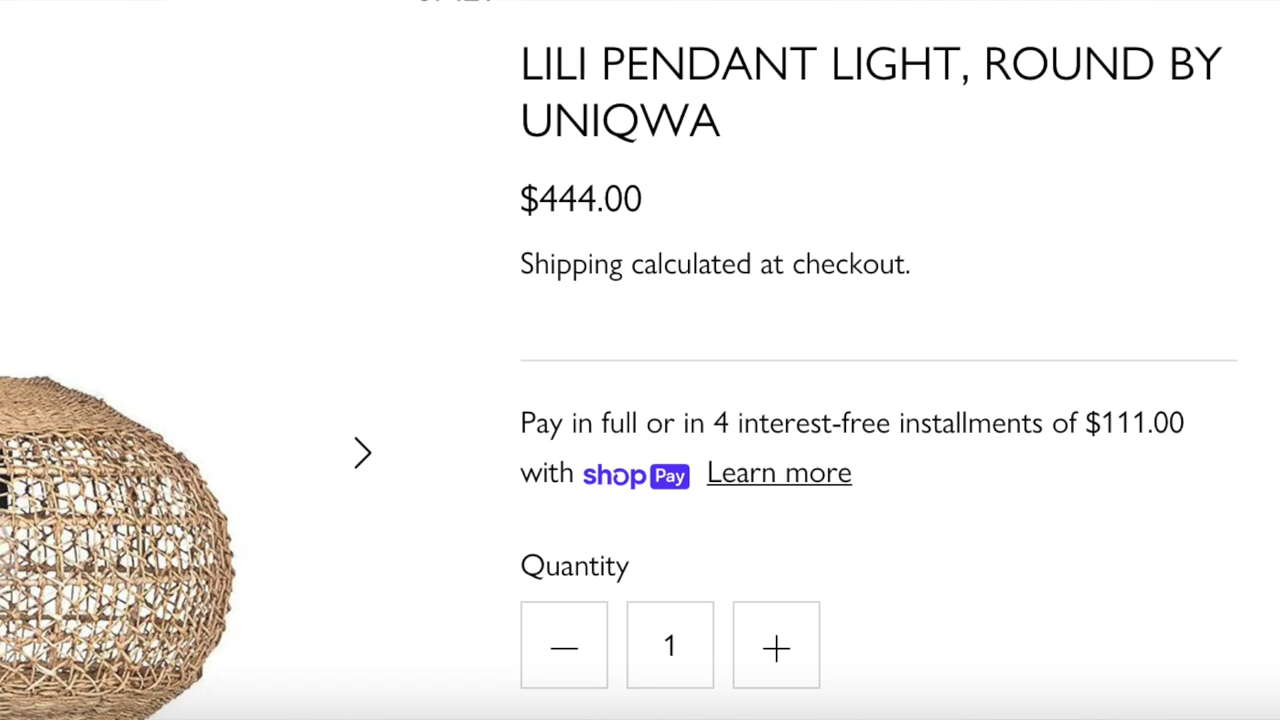 LILI PENDANT LIGHT, ROUND BY
UNIQWA
$444.00
Shipping calculated at checkout.
Pay in full or in 4 interest-free installments of $111.00
with shop Pay Learn more
Quantity
— 1 +